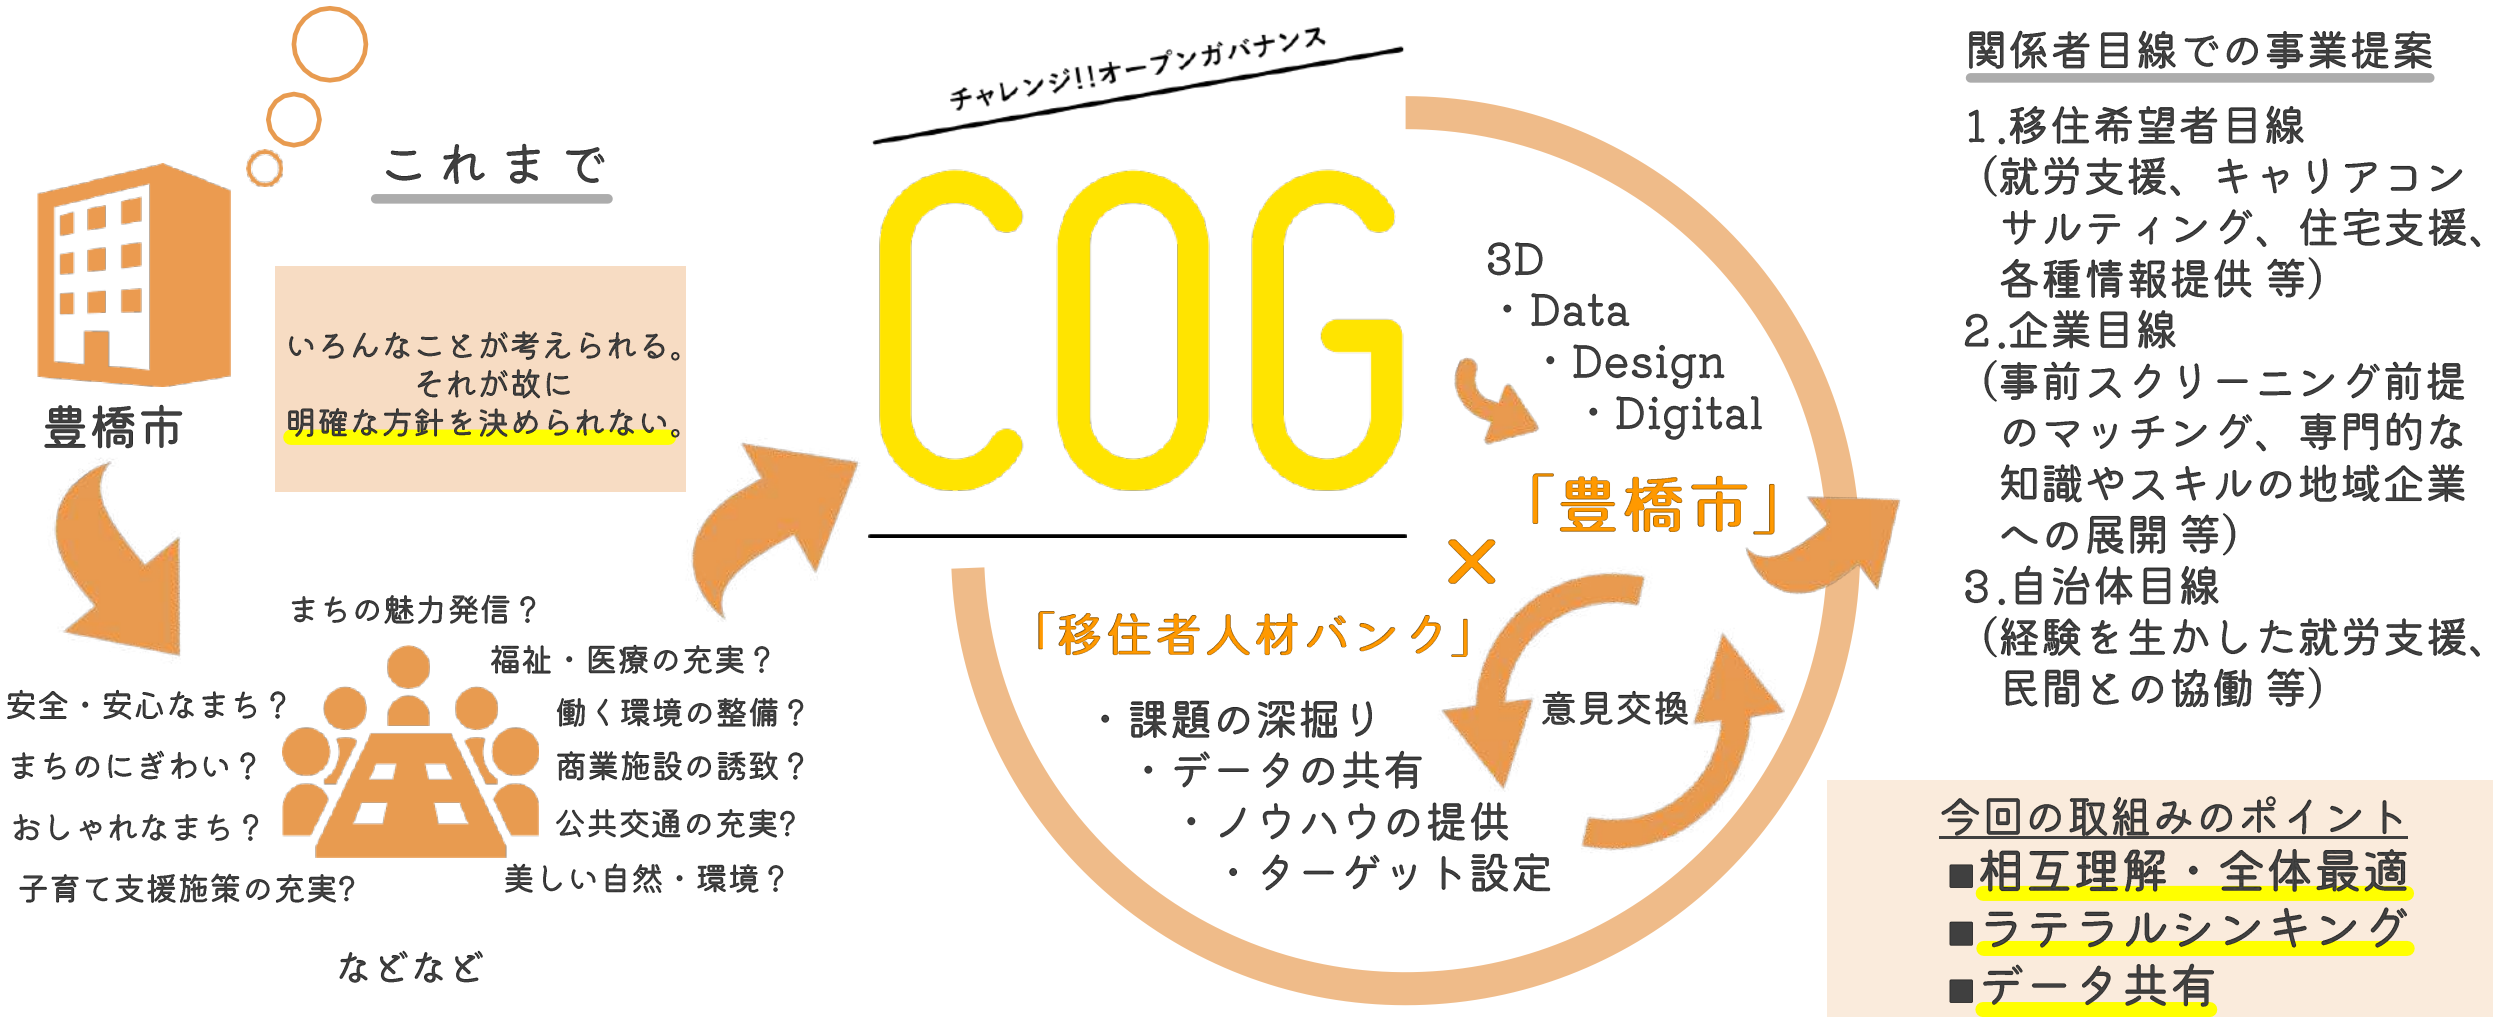 これまで
豊橋市
いろんなことが考えられる。
それが故に
明確な方針を決められない。
まちの魅力発信？
福祉・医療の充実？
安全・安心なまち？
働く環境の整備？
まちのにぎわい？
商業施設の誘致？
おしゃれなまち？
公共交通の充実?
子育て支援施策の充実?
美しい自然・環境？
などなど
チャレンジ!!オープンガバナンス
COG
3D
・Data
・Design
・Digital
「豊橋市」
×
「移住者人材バンク」
・課題の深掘り
・データの共有
・ノウハウの提供
・ターゲット設定
意見交換
関係者目線での事業提案
１.移住希望者目線
（就労支援、キャリアコン
サルティング、住宅支援、
各種情報提供 等）
２.企業目線
（事前スクリーニング前提
のマッチング、専門的な
知識やスキルの地域企業
への展開 等）
３.自治体目線
（経験を生かした就労支援、
民間との協働 等）
今回の取組みのポイント
■相互理解・全体最適
■ラテラルシンキング
■データ共有